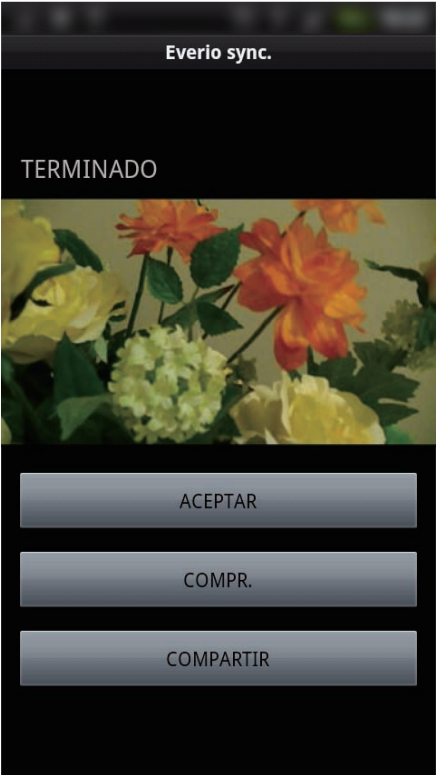 Everio sync.
TERMINADO
ACEPTAR
COMPR.
COMPARTIR